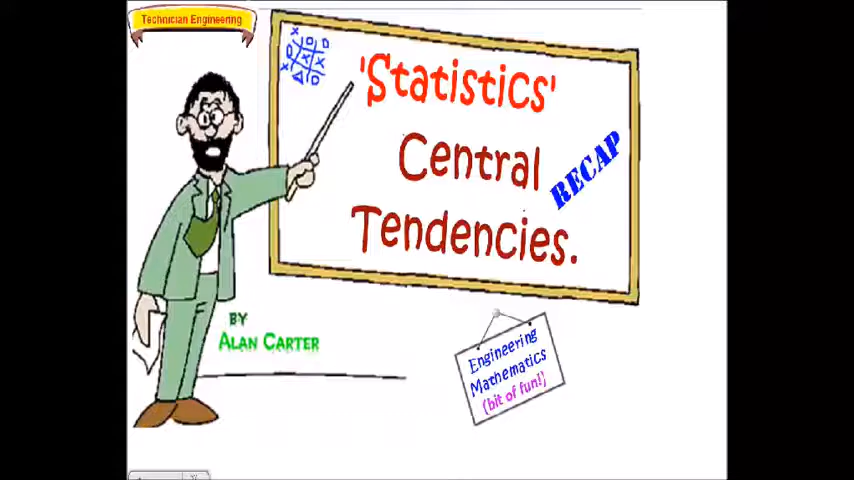 Technician Engineering
'Statistics'
Central
Tendencies.
RECAP
BY
ALAN CARTER
Engineering
Mathematics
(bit of fun!)